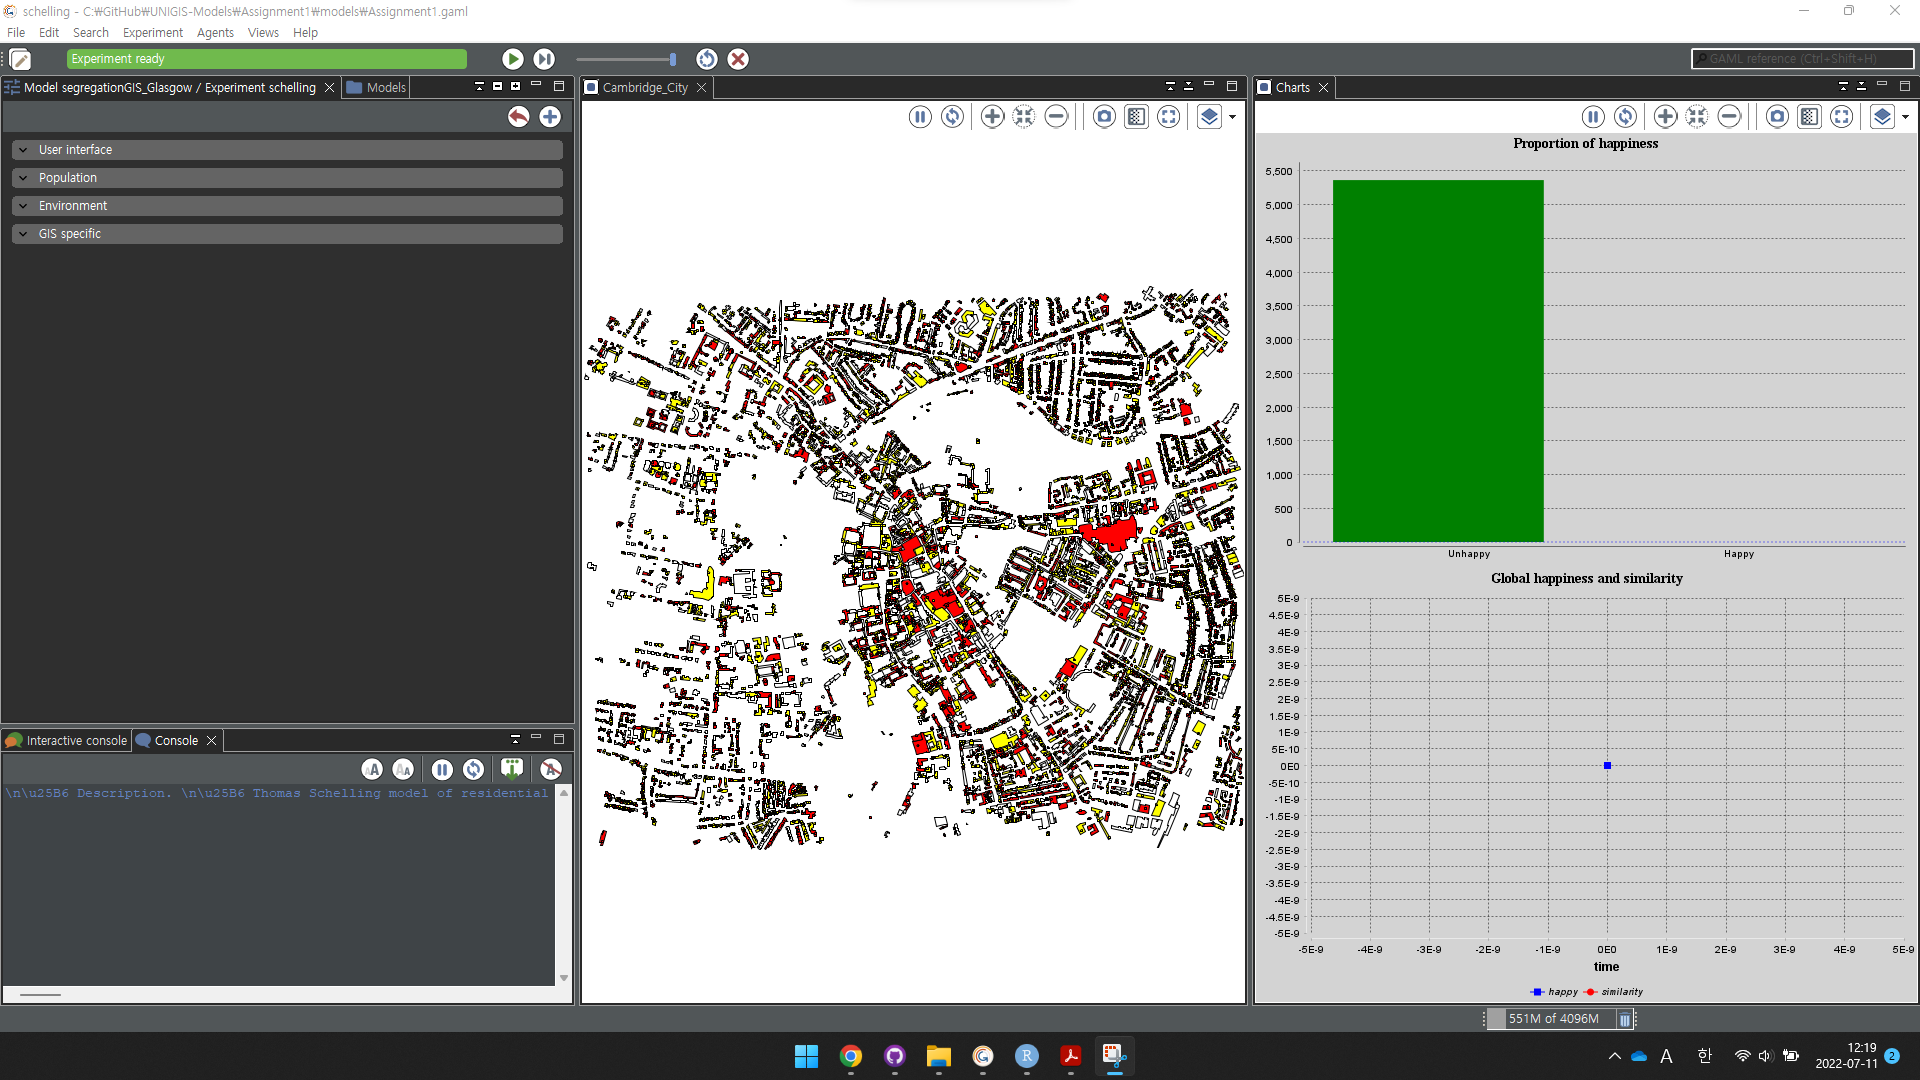 schelling - C:₩GitHub₩UNIGIS-Models₩Assignment1₩models₩Assignment1.gaml
File Edit Search Experiment Agents Views Help
Experiment ready
GAML reference (Ctrl+Shift+H)
Model segregationGIS_Glasgow / Experiment schelling
Models
User interface
Population
Environment
GIS specific
Interactive console
Console
\n\u25B6 Description. \n\u25B6 Thomas Schelling model of residential
Cambridge_City
Charts
Proportion of happiness
5,500
5,000
4,500
4,000
3,500
3,000
2,500
2,000
1,500
1,000
500
0
Unhappy Happy
Global happiness and similarity
5E-9
4.5E-9
4E-9
3.5E-9
3E-9
2.5E-9
2E-9
1.5E-9
1E-9
5E-10
0E0
-5E-10
-1E-9
-1.5E-9
-2E-9
-2.5E-9
-3E-9
-3.5E-9
-4E-9
-4.5E-9
-5E-9
-5E-9 -4E-9 -3E-9 -2E-9 -1E-9 0E0 1E-9 2E-9 3E-9 4E-9 5E-9
time
happy similarity
551M of 4096M
A 한 12:19
2022-07-11 2